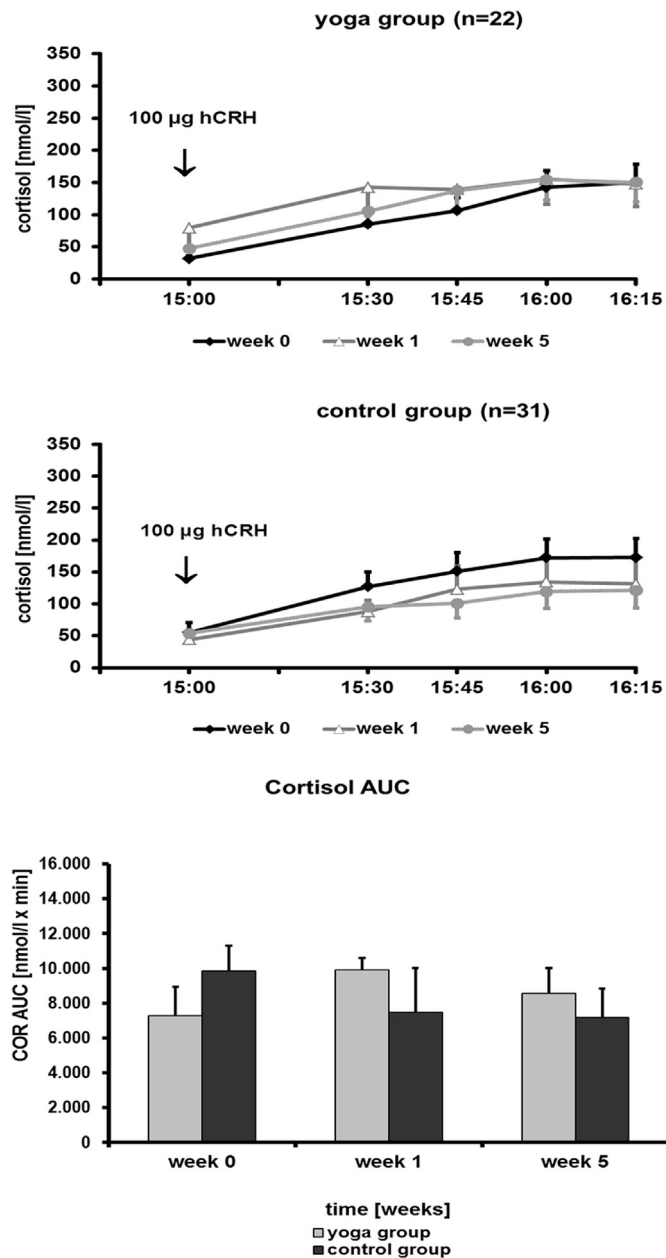 yoga group (n=22)
cortisol [nmol/l]
350
300
250
200
150
100
50
0
100 µg hCRH
15:00 15:30 15:45 16:00 16:15
week 0 week 1 week 5
control group (n=31)
cortisol [nmol/l]
350
300
250
200
150
100
50
0
100 µg hCRH
15:00 15:30 15:45 16:00 16:15
week 0 week 1 week 5
Cortisol AUC
COR AUC [nmol/l x min]
16.000
14.000
12.000
10.000
8.000
6.000
4.000
2.000
0
week 0 week 1 week 5
time [weeks]
yoga group
control group